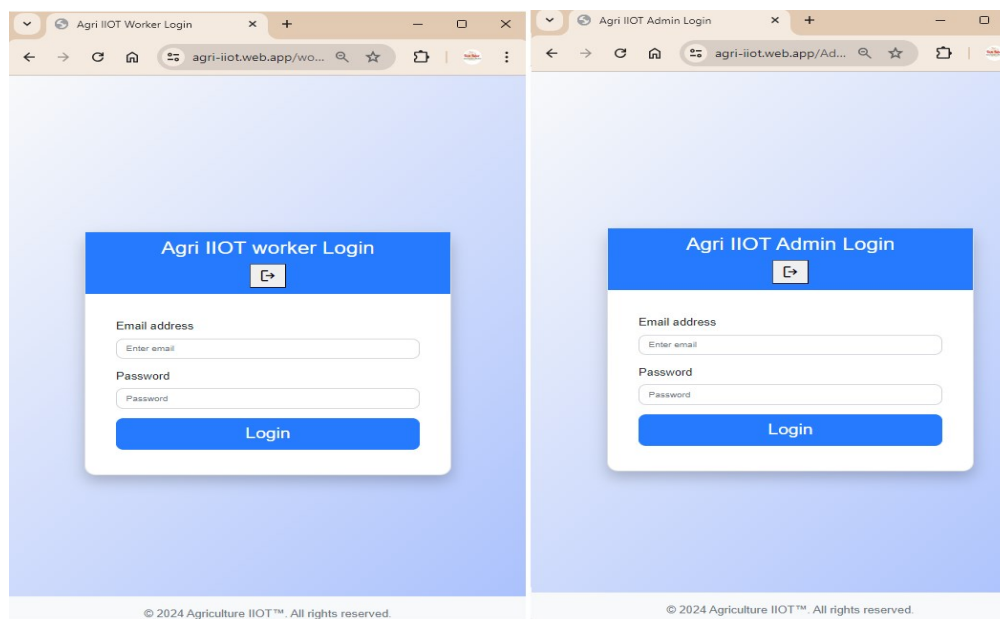 Agri IIOT Worker Login
agri-iiot.web.app/wo...
Agri IIOT worker Login
Email address
Enter email
Password
Password
Login
© 2024 Agriculture IIOT™. All rights reserved.
Agri IIOT Admin Login
agri-iiot.web.app/Ad...
Agri IIOT Admin Login
Email address
Enter email
Password
Password
Login
© 2024 Agriculture IIOT™. All rights reserved.